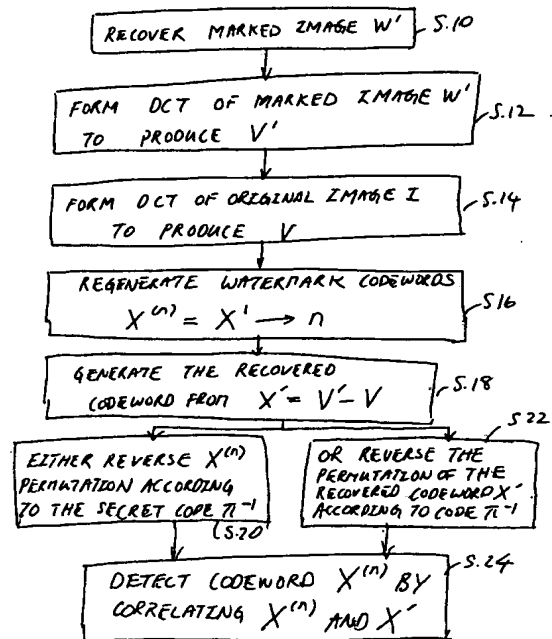 RECOVER MARKED IMAGE W'
S.10
FORM DCT OF MARKED IMAGE W'
TO PRODUCE V'
S.12
FORM DCT OF ORIGINAL IMAGE I
TO PRODUCE V
S.14
REGENERATE WATERMARK CODEWORDS
X⁽ⁿ⁾ = X' → n
S16
GENERATE THE RECOVERED
CODEWORD FROM X' = V' - V
S.18
EITHER REVERSE X⁽ⁿ⁾
PERMUTATION ACCORDING
TO THE SECRET CODE π⁻¹
S.20
OR REVERSE THE
PERMUTATION OF THE
RECOVERED CODEWORD X'
ACCORDING TO CODE π⁻¹
S22
DETECT CODEWORD X⁽ⁿ⁾ BY
CORRELATING X⁽ⁿ⁾ AND X'
S.24